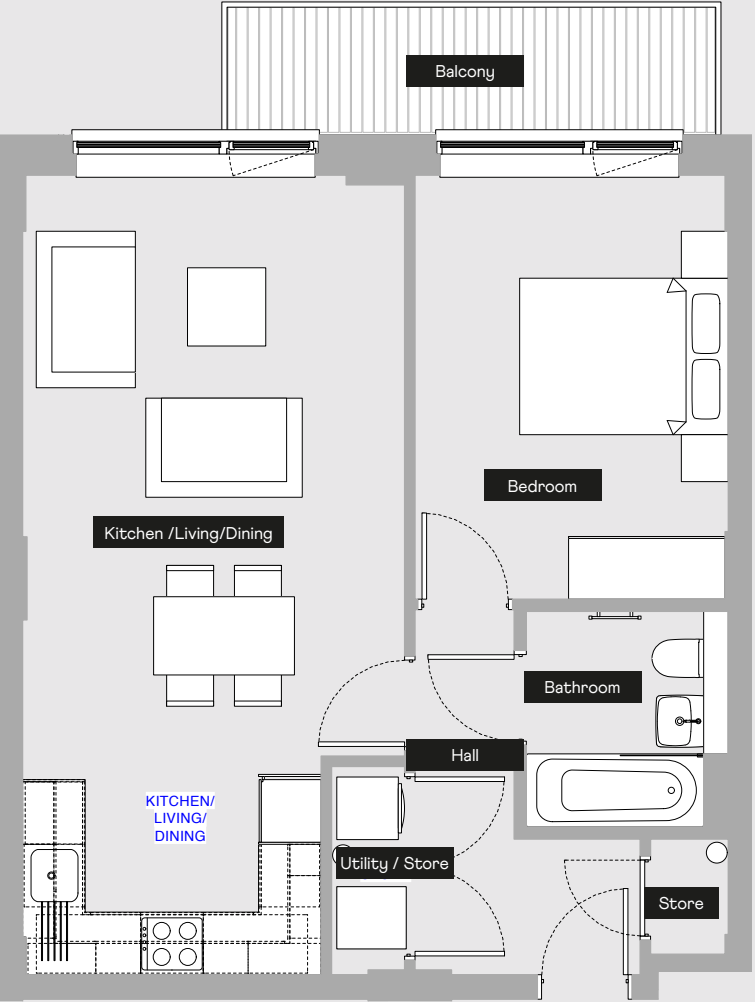 Balcony
Bedroom
Kitchen /Living/Dining
Bathroom
Hall
KITCHEN/
LIVING/
DINING
Utility / Store
Store